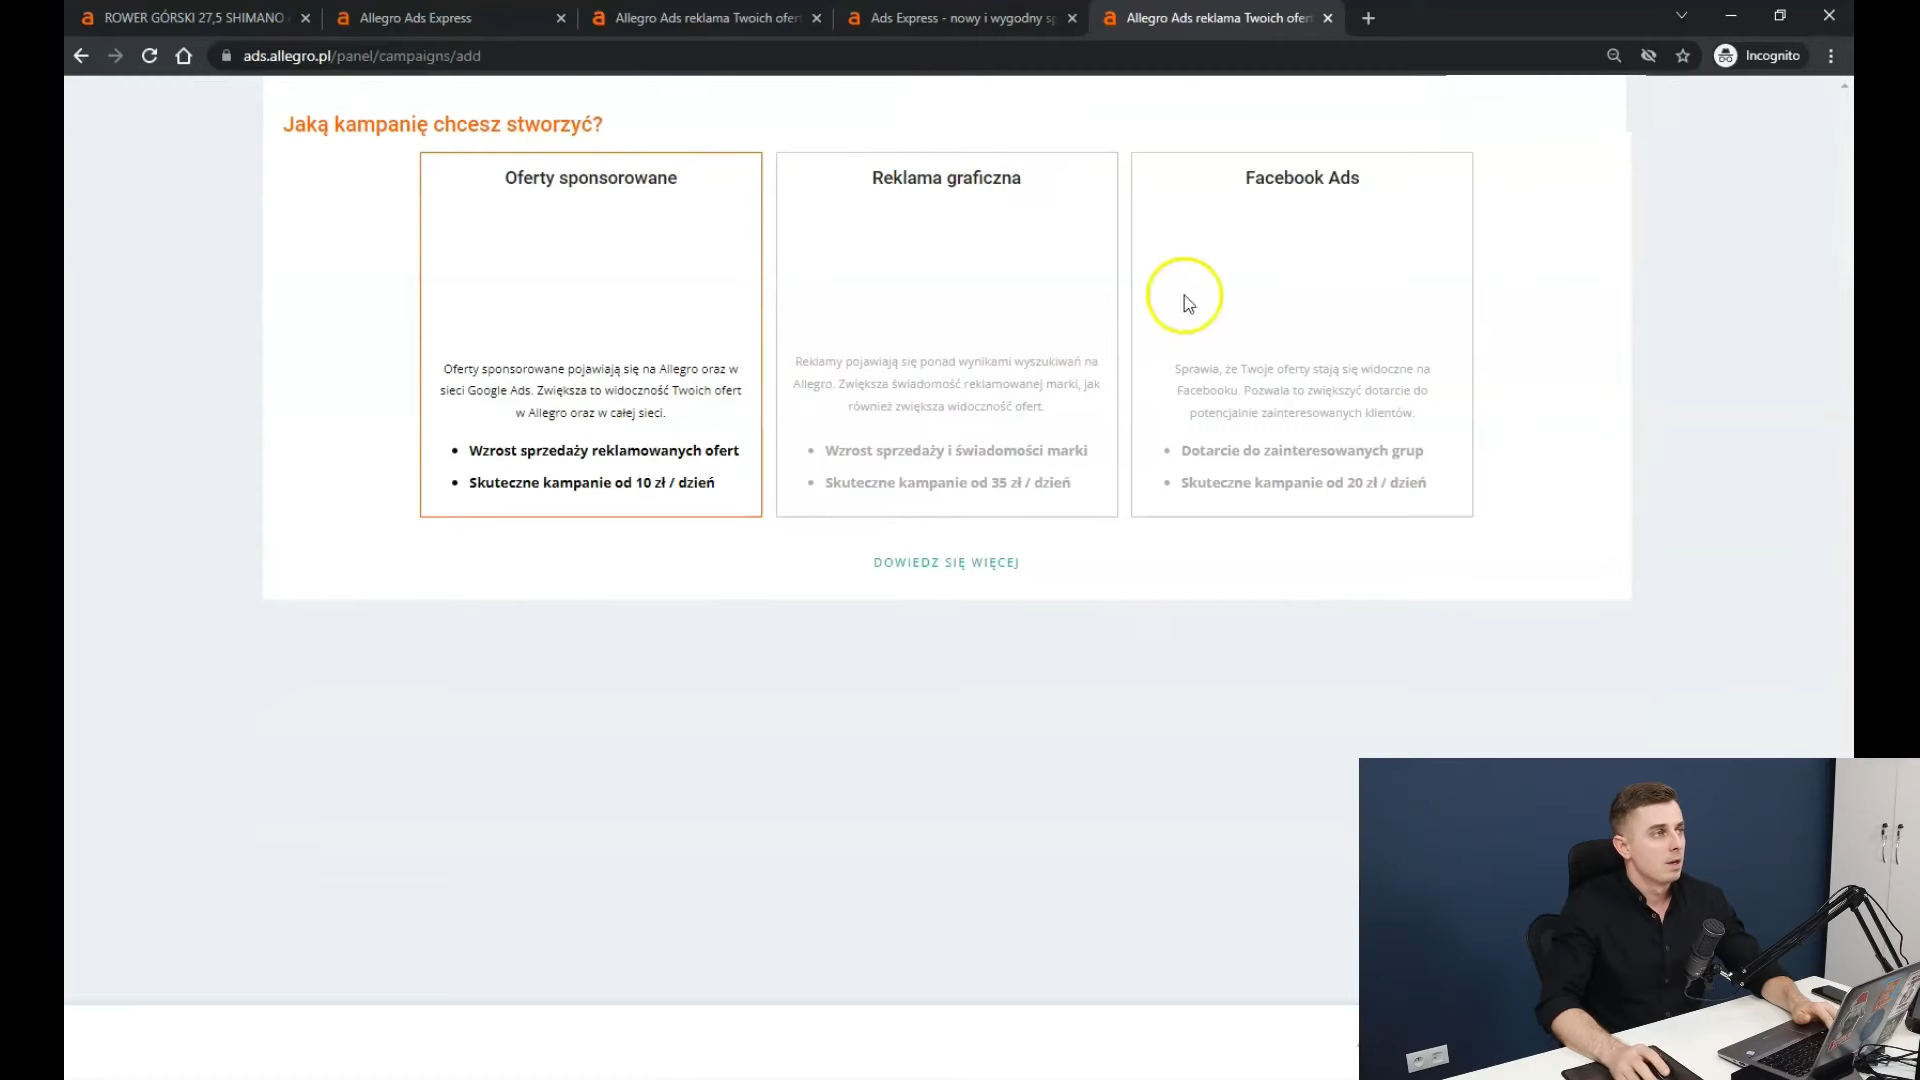 ROWER GÓRSKI 27,5 SHIMANO
Allegro Ads Express
Allegro Ads reklama Twoich ofer
Ads Express - nowy i wygodny sp
Allegro Ads reklama Twoich ofert
ads.allegro.pl/panel/campaigns/add
Incognito
Jaką kampanię chcesz stworzyć?
Oferty sponsorowane
Oferty sponsorowane pojawiają się na Allegro oraz w
sieci Google Ads. Zwiększa to widoczność Twoich ofert
w Allegro oraz w całej sieci.
• Wzrost sprzedaży reklamowanych ofert
• Skuteczne kampanie od 10 zł / dzień
Reklama graficzna
Reklamy pojawiają się ponad wynikami wyszukiwań na
Allegro. Zwiększa świadomość reklamowanej marki, jak
również zwiększa widoczność ofert.
• Wzrost sprzedaży i świadomości marki
• Skuteczne kampanie od 35 zł / dzień
Facebook Ads
Sprawia, że Twoje oferty stają się widoczne na
Facebooku. Pozwala to zwiększyć dotarcie do
potencjalnie zainteresowanych klientów.
• Dotarcie do zainteresowanych grup
• Skuteczne kampanie od 20 zł / dzień
DOWIEDZ SIĘ WIĘCEJ